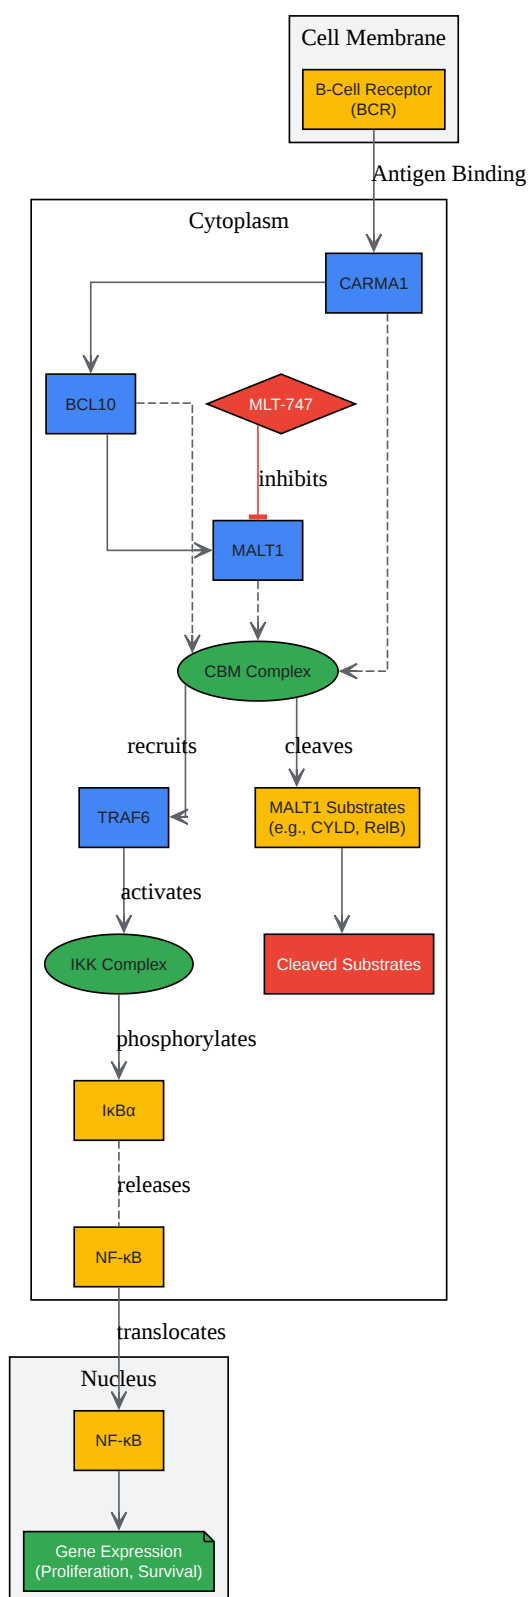 Cell Membrane
B-Cell Receptor
(BCR)
Antigen Binding
Cytoplasm
CARMA1
BCL10
MLT-747
inhibits
MALT1
CBM Complex
recruits
cleaves
TRAF6
MALT1 Substrates
(e.g., CYLD, RelB)
activates
IKK Complex
Cleaved Substrates
phosphorylates
IκBα
releases
NF-κB
translocates
Nucleus
NF-κB
Gene Expression
(Proliferation, Survival)